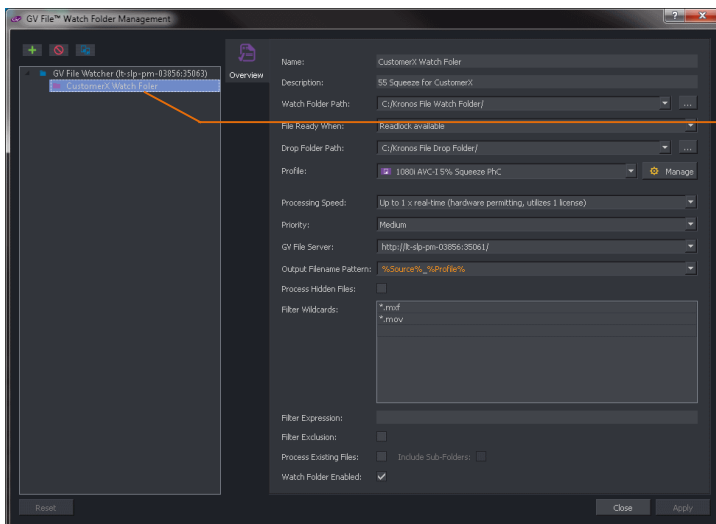 GV File™ Watch Folder Management
GV File Watcher (lt-slp-pm-03856:35063)
CustomerX Watch Foler
Overview
Name: CustomerX Watch Foler
Description: S5 Squeeze for CustomerX
Watch Folder Path: C:/Kronos File Watch Folder/ ...
File Ready When: Readlock available
Drop Folder Path: C:/Kronos File Drop Folder/ ...
Profile: 1080i AVC-I 5% Squeeze PhC Manage
Processing Speed: Up to 1 x real-time (hardware permitting, utilizes 1 license)
Priority: Medium
GV File Server: http://lt-slp-pm-03856:35061/
Output Filename Pattern: %Source%_%Profile%
Process Hidden Files:
Filter Wildcards: *.mxf
*.mov
Filter Expression:
Filter Exclusion:
Process Existing Files: Include Sub-Folders:
Watch Folder Enabled:
Reset Close Apply